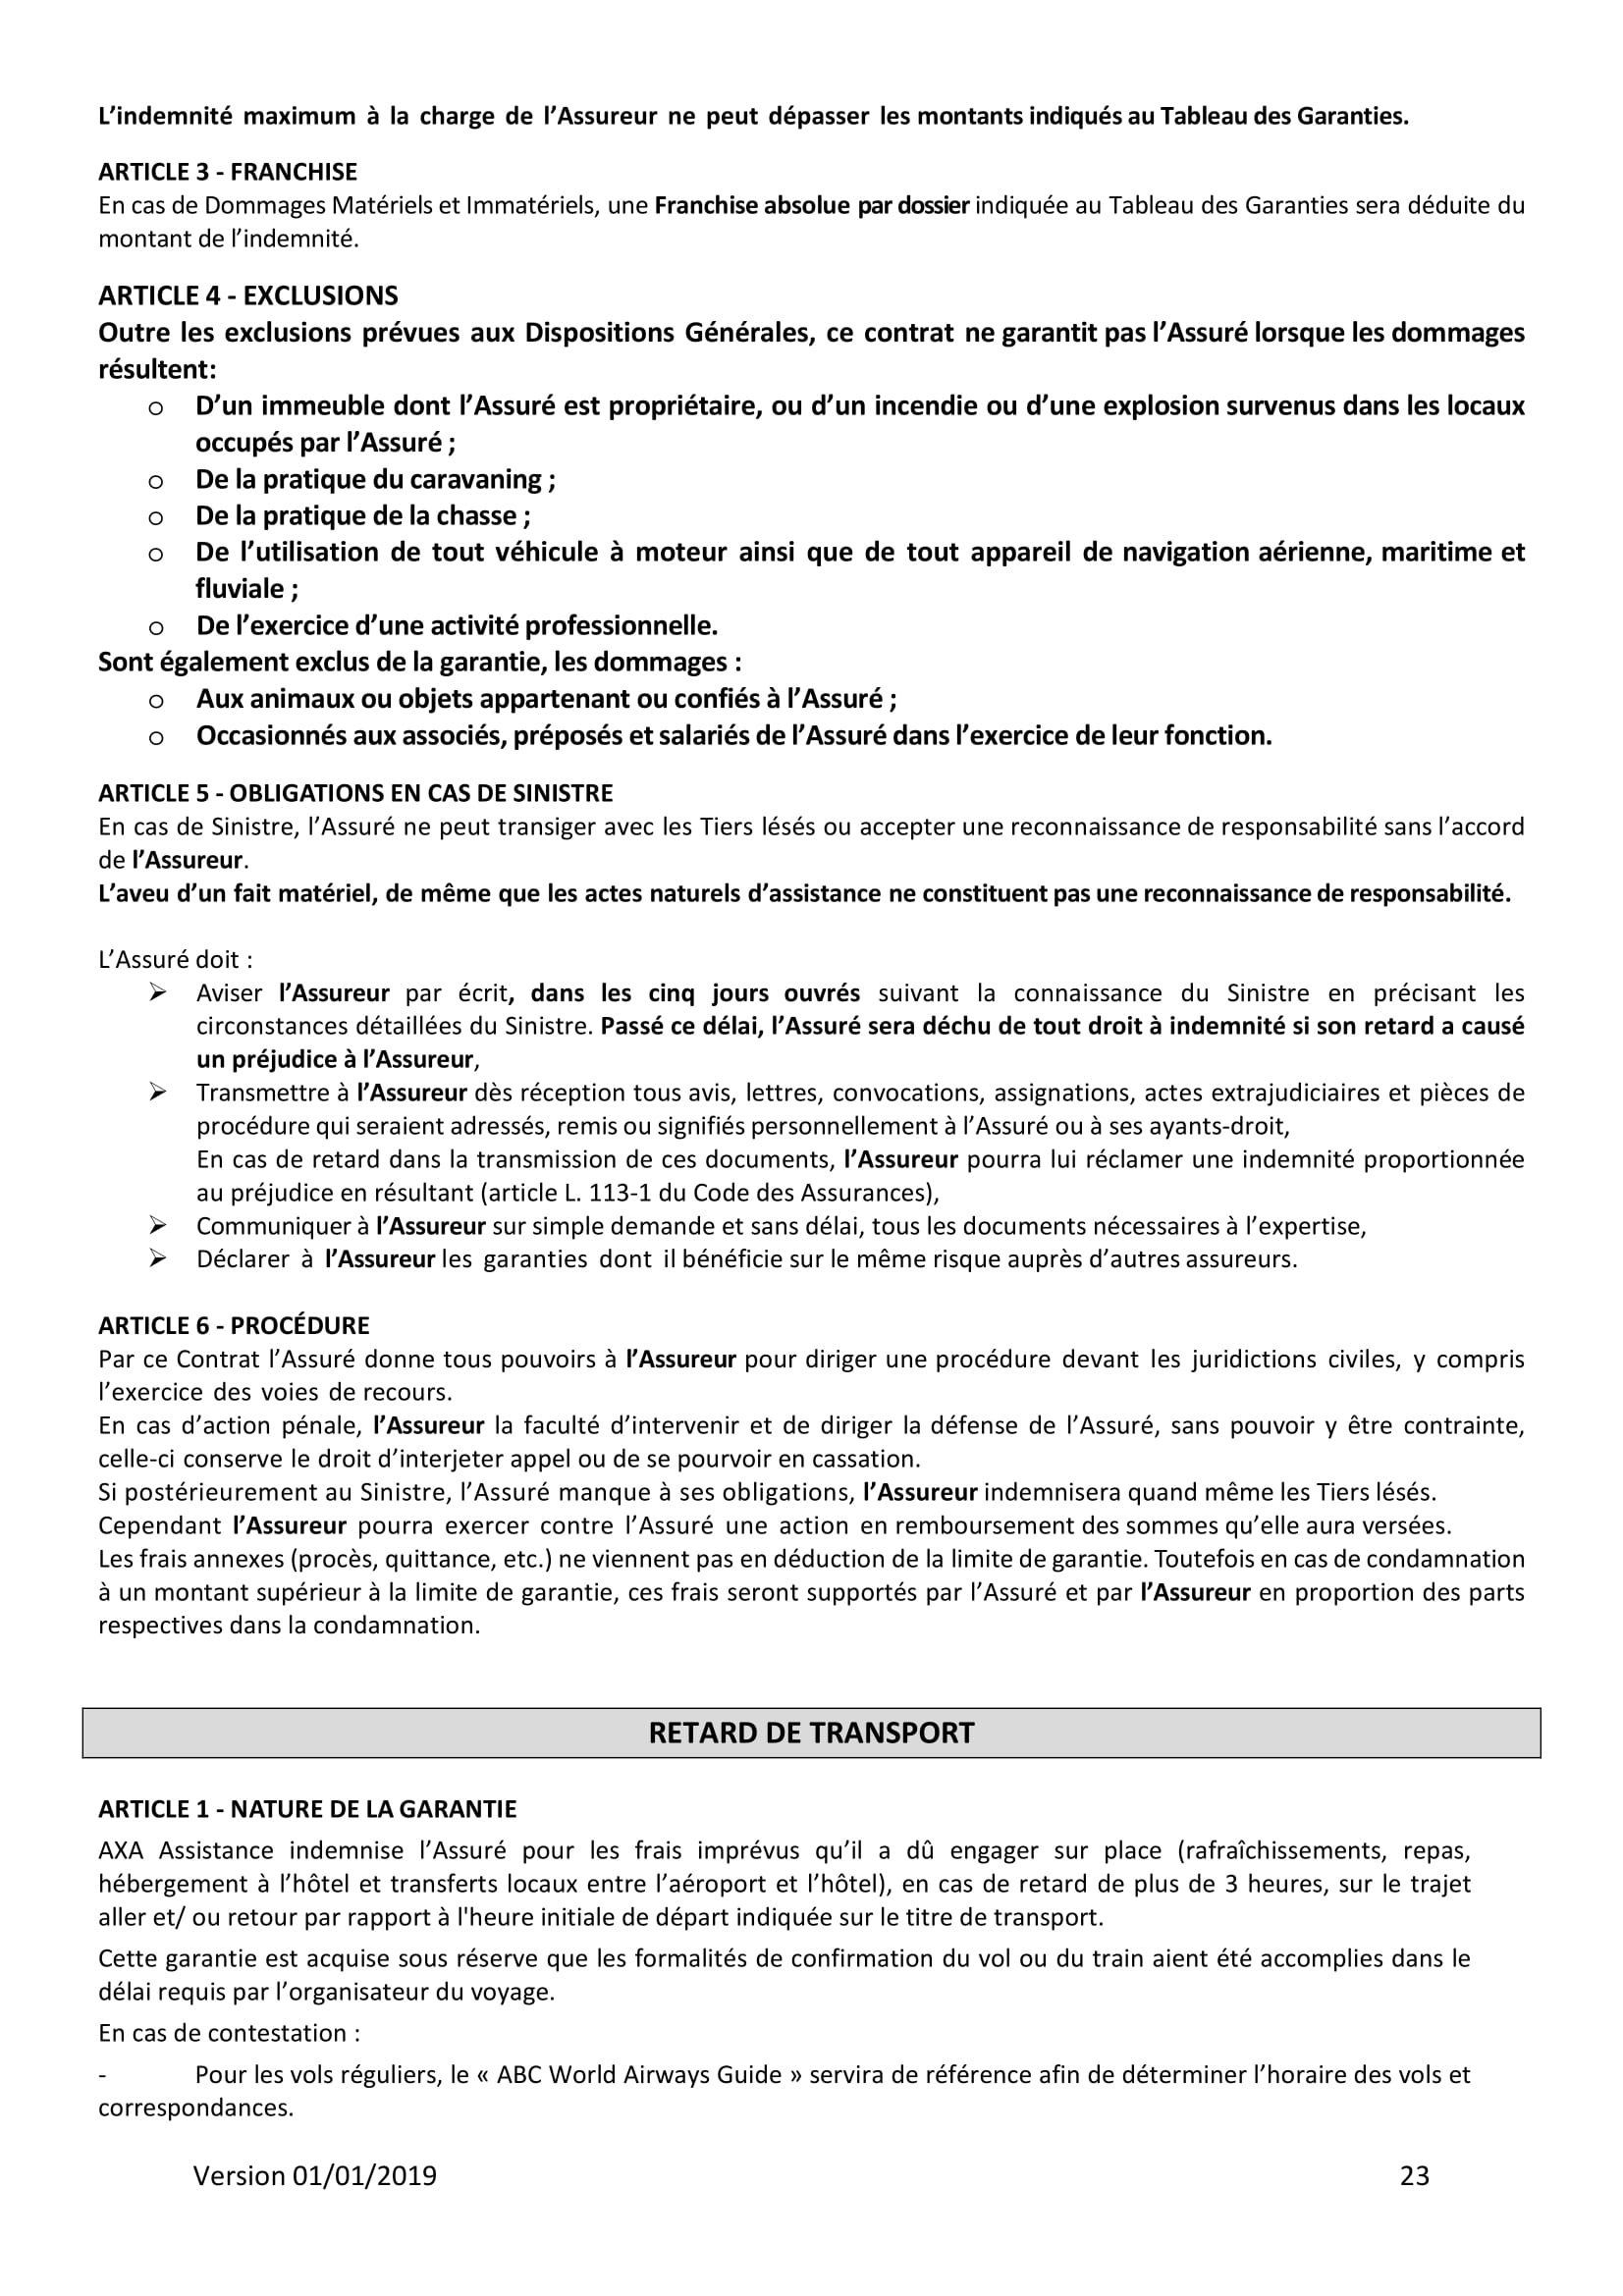 L’indemnité maximum à la charge de l’Assureur ne peut dépasser les montants indiqués au Tableau des Garanties.
ARTICLE 3 - FRANCHISE
En cas de Dommages Matériels et Immatériels, une Franchise absolue par dossier indiquée au Tableau des Garanties sera déduite du
montant de l’indemnité.
ARTICLE 4 - EXCLUSIONS
Outre les exclusions prévues aux Dispositions Générales, ce contrat ne garantit pas l’Assuré lorsque les dommages
résultent:
o D’un immeuble dont l’Assuré est propriétaire, ou d’un incendie ou d’une explosion survenus dans les locaux
occupés par l’Assuré ;
o De la pratique du caravaning ;
o De la pratique de la chasse ;
o De l’utilisation de tout véhicule à moteur ainsi que de tout appareil de navigation aérienne, maritime et
fluviale ;
o De l’exercice d’une activité professionnelle.
Sont également exclus de la garantie, les dommages :
o Aux animaux ou objets appartenant ou confiés à l’Assuré ;
o Occasionnés aux associés, préposés et salariés de l’Assuré dans l’exercice de leur fonction.
ARTICLE 5 - OBLIGATIONS EN CAS DE SINISTRE
En cas de Sinistre, l’Assuré ne peut transiger avec les Tiers lésés ou accepter une reconnaissance de responsabilité sans l’accord
de l’Assureur.
L’aveu d’un fait matériel, de même que les actes naturels d’assistance ne constituent pas une reconnaissance de responsabilité.
L’Assuré doit :
➢ Aviser l’Assureur par écrit, dans les cinq jours ouvrés suivant la connaissance du Sinistre en précisant les
circonstances détaillées du Sinistre. Passé ce délai, l’Assuré sera déchu de tout droit à indemnité si son retard a causé
un préjudice à l’Assureur,
➢ Transmettre à l’Assureur dès réception tous avis, lettres, convocations, assignations, actes extrajudiciaires et pièces de
procédure qui seraient adressés, remis ou signifiés personnellement à l’Assuré ou à ses ayants-droit,
En cas de retard dans la transmission de ces documents, l’Assureur pourra lui réclamer une indemnité proportionnée
au préjudice en résultant (article L. 113-1 du Code des Assurances),
➢ Communiquer à l’Assureur sur simple demande et sans délai, tous les documents nécessaires à l’expertise,
➢ Déclarer à l’Assureur les garanties dont il bénéficie sur le même risque auprès d’autres assureurs.
ARTICLE 6 - PROCÉDURE
Par ce Contrat l’Assuré donne tous pouvoirs à l’Assureur pour diriger une procédure devant les juridictions civiles, y compris
l’exercice des voies de recours.
En cas d’action pénale, l’Assureur la faculté d’intervenir et de diriger la défense de l’Assuré, sans pouvoir y être contrainte,
celle-ci conserve le droit d’interjeter appel ou de se pourvoir en cassation.
Si postérieurement au Sinistre, l’Assuré manque à ses obligations, l’Assureur indemnisera quand même les Tiers lésés.
Cependant l’Assureur pourra exercer contre l’Assuré une action en remboursement des sommes qu’elle aura versées.
Les frais annexes (procès, quittance, etc.) ne viennent pas en déduction de la limite de garantie. Toutefois en cas de condamnation
à un montant supérieur à la limite de garantie, ces frais seront supportés par l’Assuré et par l’Assureur en proportion des parts
respectives dans la condamnation.
RETARD DE TRANSPORT
ARTICLE 1 - NATURE DE LA GARANTIE
AXA Assistance indemnise l’Assuré pour les frais imprévus qu’il a dû engager sur place (rafraîchissements, repas,
hébergement à l’hôtel et transferts locaux entre l’aéroport et l’hôtel), en cas de retard de plus de 3 heures, sur le trajet
aller et/ ou retour par rapport à l'heure initiale de départ indiquée sur le titre de transport.
Cette garantie est acquise sous réserve que les formalités de confirmation du vol ou du train aient été accomplies dans le
délai requis par l’organisateur du voyage.
En cas de contestation :
- Pour les vols réguliers, le « ABC World Airways Guide » servira de référence afin de déterminer l’horaire des vols et
correspondances.
Version 01/01/2019 23